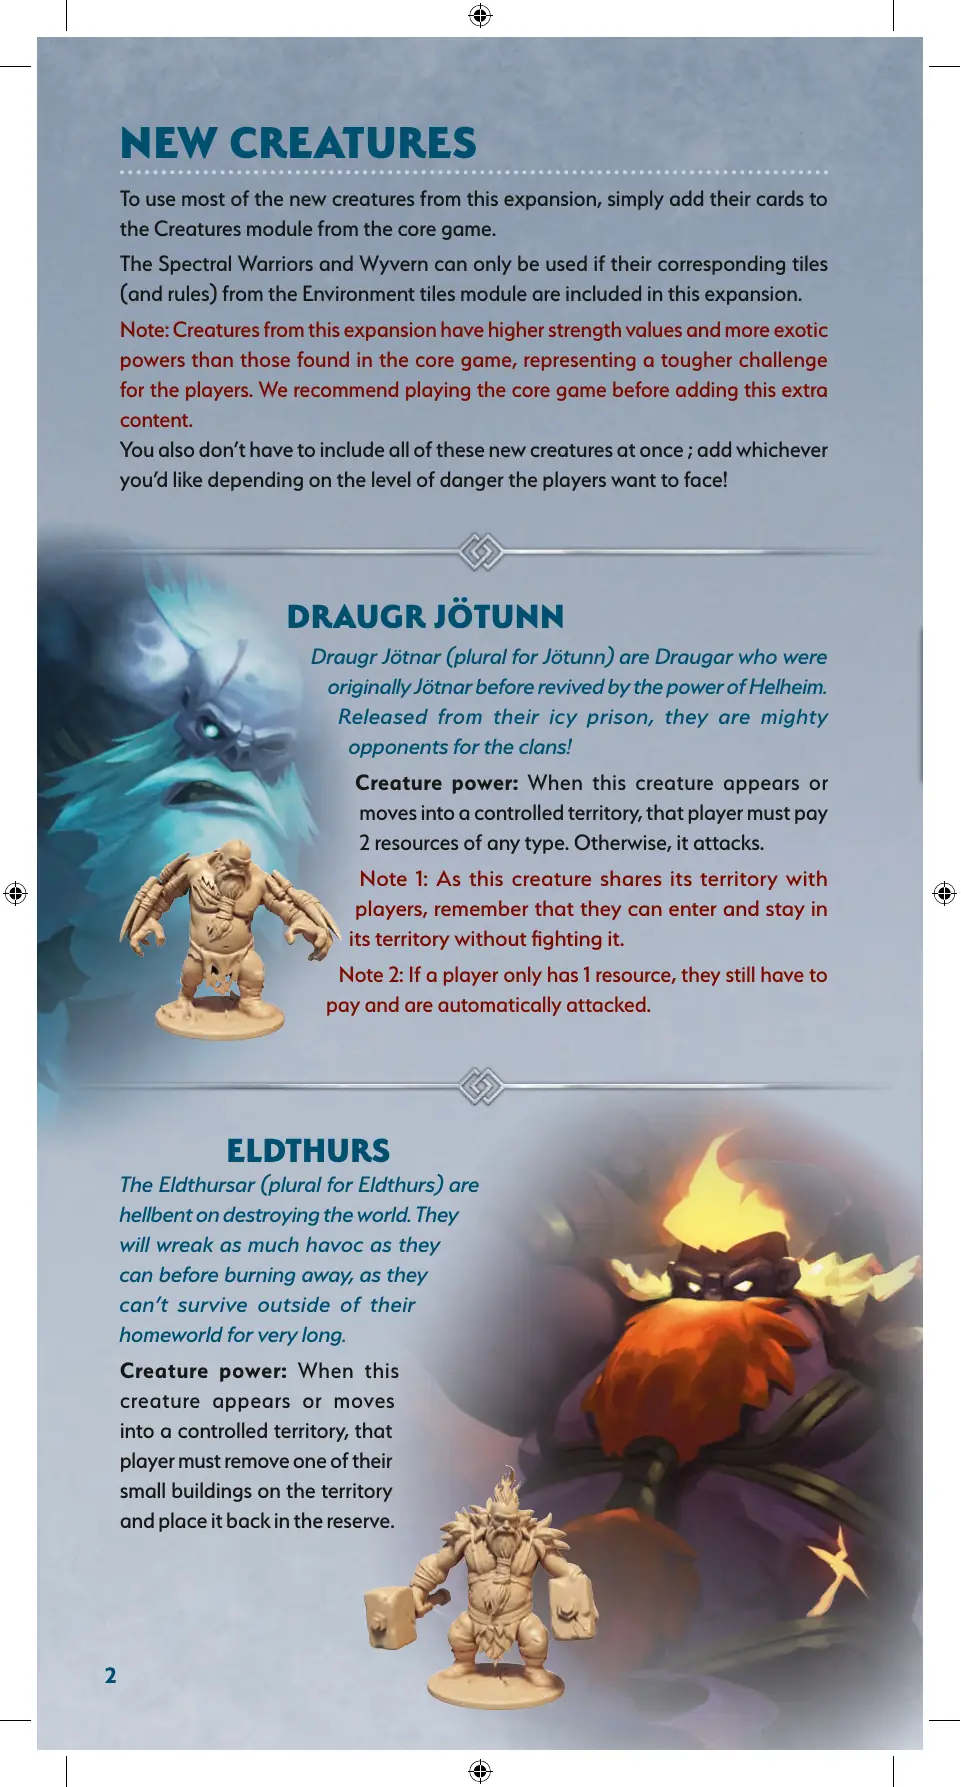 NEW CREATURES
To use most of the new creatures from this expansion, simply add their cards to
the Creatures module from the core game.
The Spectral Warriors and Wyvern can only be used if their corresponding tiles
(and rules) from the Environment tiles module are included in this expansion.
Note: Creatures from this expansion have higher strength values and more exotic
powers than those found in the core game, representing a tougher challenge
for the players. We recommend playing the core game before adding this extra
content.
You also don't have to include all of these new creatures at once ; add whichever
you'd like depending on the level of danger the players want to face!
DRAUGR JÖTUNN
Draugr Jötnar (plural for Jötunn) are Draugar who were
originally Jötnar before revived by the power of Helheim.
Released from their icy prison, they are mighty
opponents for the clans!
Creature power: When this creature appears or
moves into a controlled territory, that player must pay
2 resources of any type. Otherwise, it attacks.
Note 1: As this creature shares its territory with
players, remember that they can enter and stay in
its territory without fighting it.
Note 2: If a player only has 1 resource, they still have to
pay and are automatically attacked.
ELDTHURS
The Eldthursar (plural for Eldthurs) are
hellbent on destroying the world. They
will wreak as much havoc as they
can before burning away, as they
can't survive outside of their
homeworld for very long.
Creature power: When this
creature appears or moves
into a controlled territory, that
player must remove one of their
small buildings on the territory
and place it back in the reserve.
2